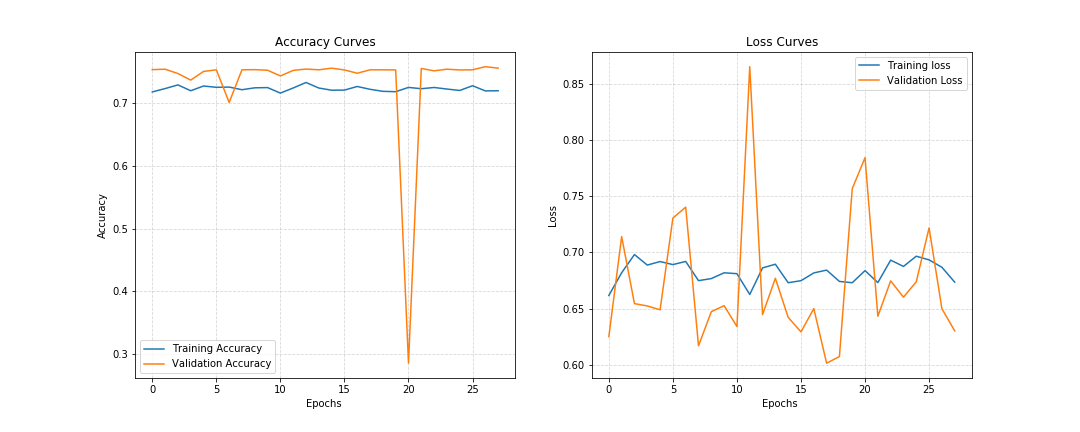 Accuracy Curves
Accuracy
0.7
0.6
0.5
0.4
0.3
Training Accuracy
Validation Accuracy
0 5 10 15 20 25
Epochs
Loss Curves
Loss
0.85
0.80
0.75
0.70
0.65
0.60
Training loss
Validation Loss
0 5 10 15 20 25
Epochs